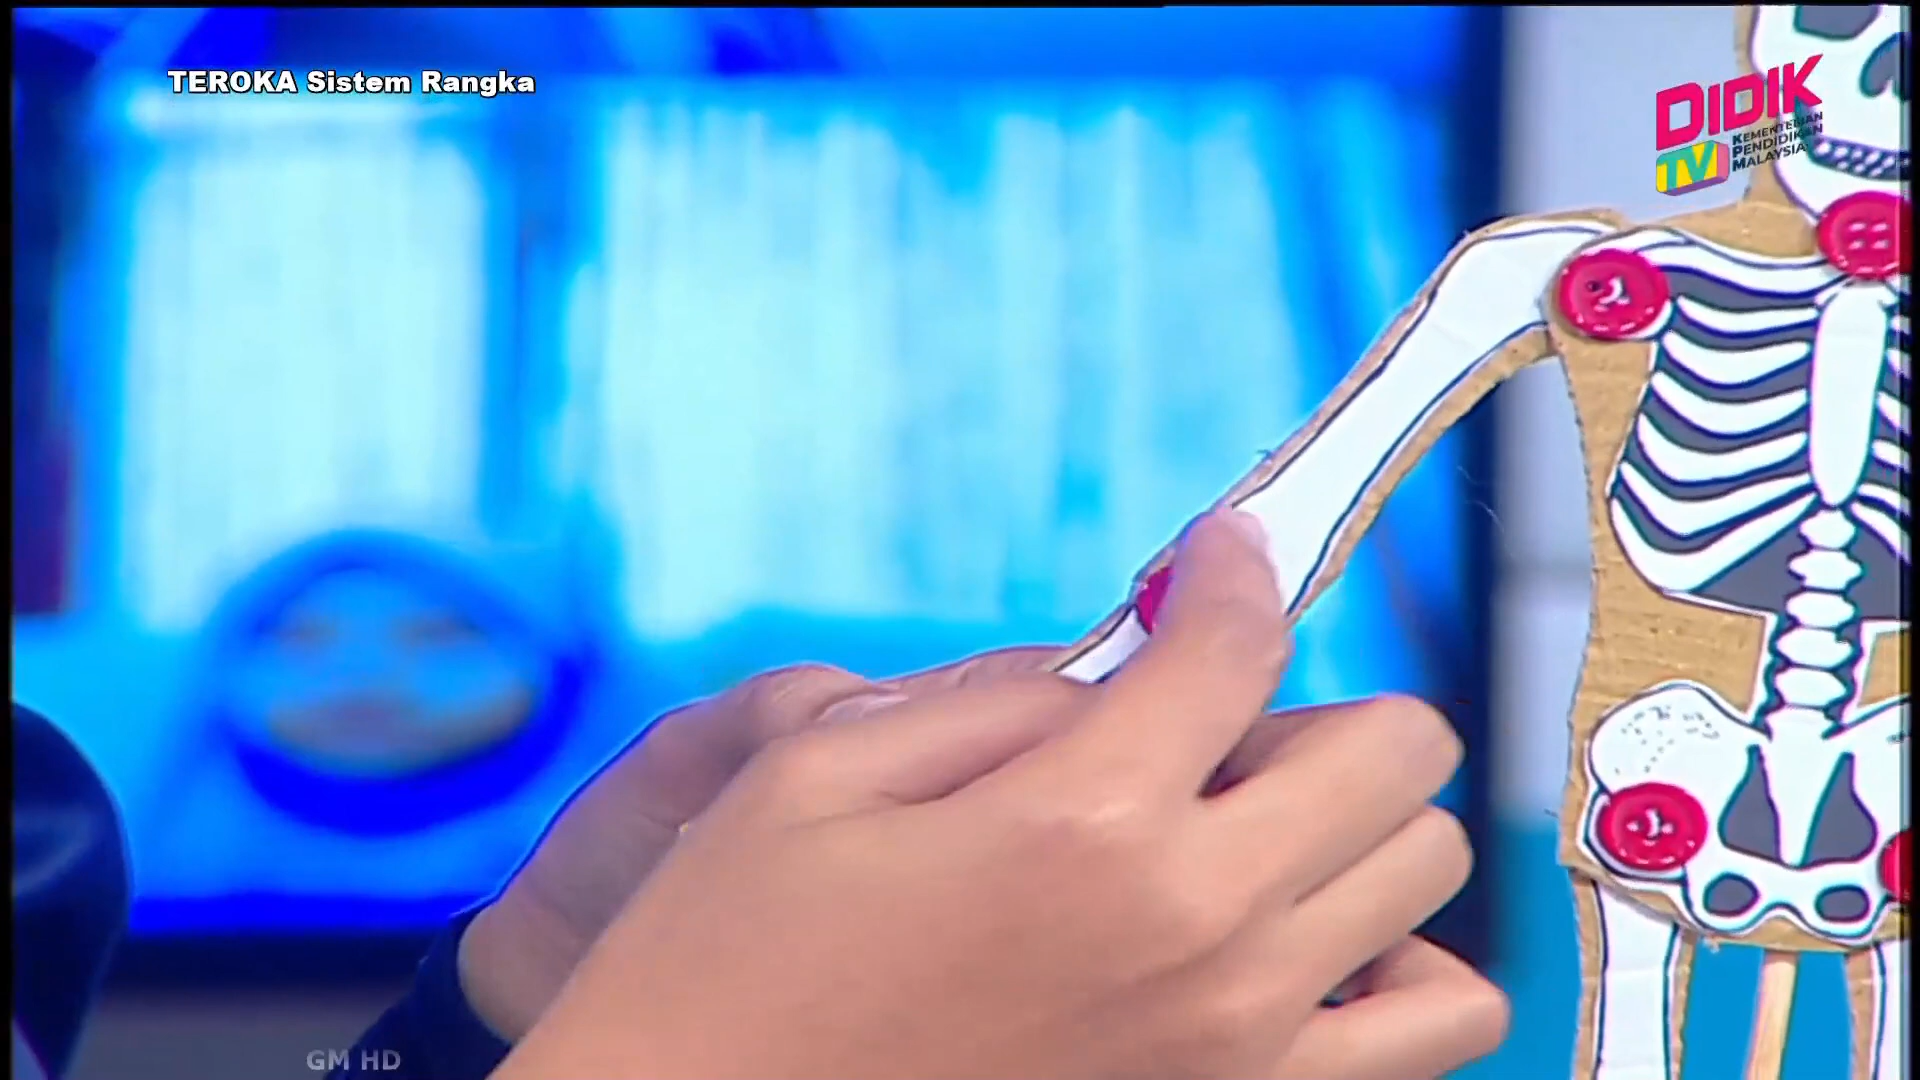 TEROKA Sistem Rangka
DIDIK
TV
KEMENTERIAN
PENDIDIKAN
MALAYSIA
GM HD